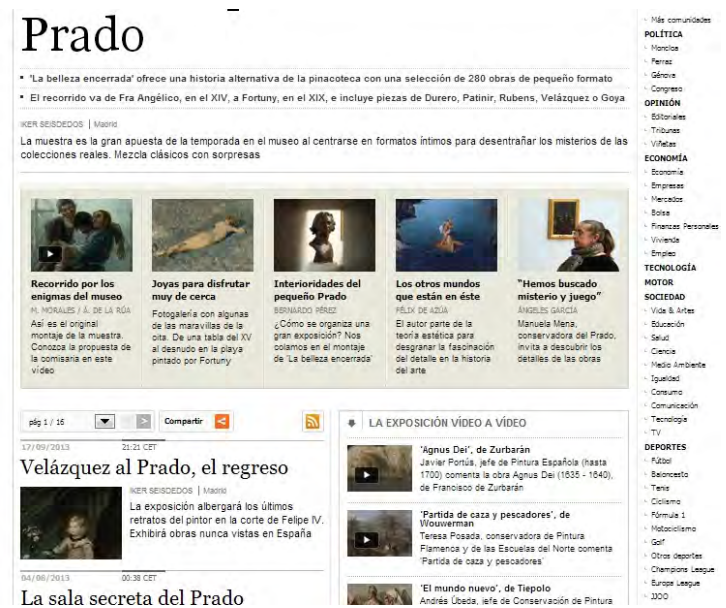 Prado
'La belleza encerrada' ofrece una historia alternativa de la pinacoteca con una selección de 280 obras de pequeño formato
El recorrido va de Fra Angélico, en el XIV, a Fortuny, en el XIX, e incluye piezas de Durero, Patinir, Rubens, Velázquez o Goya
IKER SEISDEDOS | Madrid
La muestra es la gran apuesta de la temporada en el museo al centrarse en formatos íntimos para desentrañar los misterios de las
colecciones reales. Mezcla clásicos con sorpresas
Recorrido por los
enigmas del museo
M. MORALES / Á. DE LA RÚA
Así es el original
montaje de la muestra.
Conozca la propuesta de
la comisaria en este
vídeo
Joyas para disfrutar
muy de cerca
Fotogalería con algunas
de las maravillas de la
cita. De una tabla del XV
al desnudo en la playa
pintado por Fortuny
Interioridades del
pequeño Prado
BERNARDO PÉREZ
¿Cómo se organiza una
gran exposición? Nos
colamos en el montaje
de 'La belleza encerrada'
Los otros mundos
que están en éste
FÉLIX DE AZÚA
El autor parte de la
teoría estética para
desgranar la fascinación
del detalle en la historia
del arte
"Hemos buscado
misterio y juego"
ÁNGELES GARCÍA
Manuela Mena,
conservadora del Prado,
invita a descubrir los
detalles de las obras
pág 1 / 16
Compartir
17/09/2013 21:21 CET
Velázquez al Prado, el regreso
IKER SEISDEDOS | Madrid
La exposición albergará los últimos
retratos del pintor en la corte de Felipe IV.
Exhibirá obras nunca vistas en España
04/06/2013 00:38 CET
La sala secreta del Prado
LA EXPOSICIÓN VÍDEO A VÍDEO
'Agnus Dei', de Zurbarán
Javier Portús, jefe de Pintura Española (hasta
1700) comenta la obra Agnus Dei (1635 - 1640),
de Francisco de Zurbarán
'Partida de caza y pescadores', de
Wouwerman
Teresa Posada, conservadora de Pintura
Flamenca y de las Escuelas del Norte comenta
'Partida de caza y pescadores'
'El mundo nuevo', de Tiepolo
Andrés Úbeda, jefe de Conservación de Pintura
Más comunidades
POLÍTICA
Moncloa
Ferraz
Génova
Congreso
OPINIÓN
Editoriales
Tribunas
Viñetas
ECONOMÍA
Economía
Empresas
Mercados
Bolsa
Finanzas Personales
Vivienda
Empleo
TECNOLOGÍA
MOTOR
SOCIEDAD
Vida & Artes
Educación
Salud
Ciencia
Medio Ambiente
Igualdad
Consumo
Comunicación
Tecnología
TV
DEPORTES
Fútbol
Baloncesto
Tenis
Ciclismo
Fórmula 1
Motociclismo
Golf
Otros deportes
Champions League
Europa League
JJOO